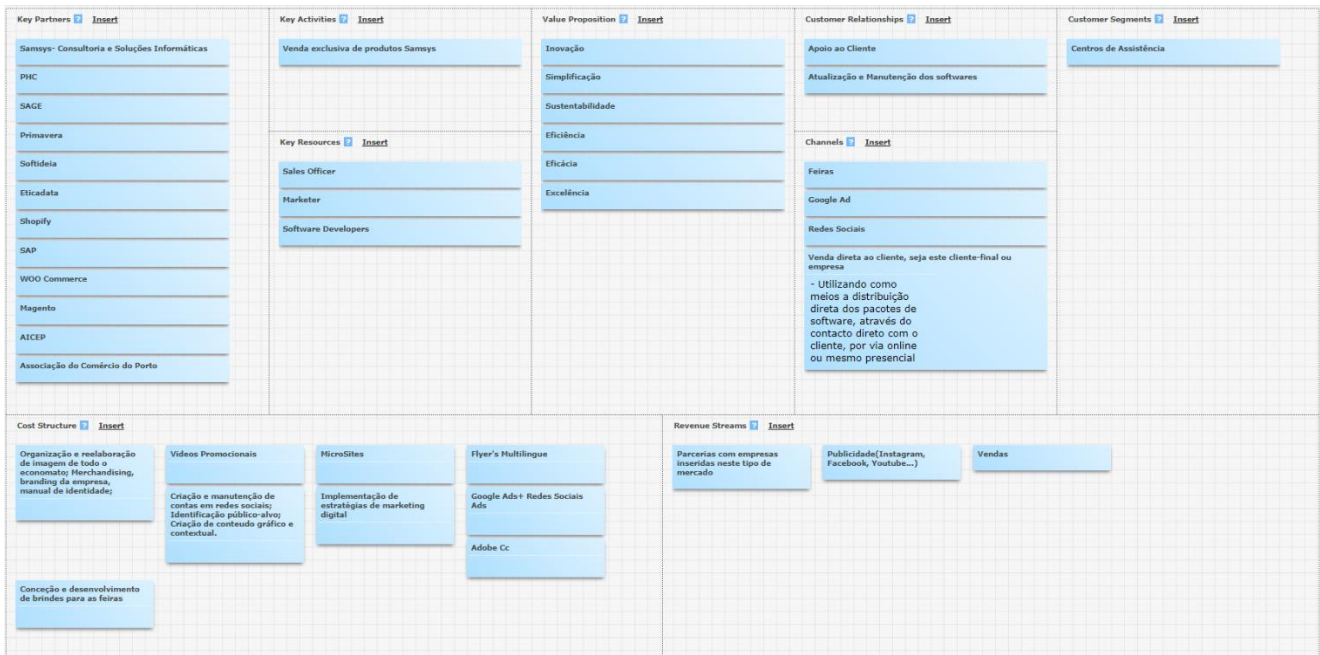 Key Partners ? Insert
Samsys- Consultoria e Soluções Informáticas
PHC
SAGE
Primavera
Softideia
Eticadata
Shopify
SAP
WOO Commerce
Magento
AICEP
Associação do Comércio do Porto
Key Activities ? Insert
Venda exclusiva de produtos Samsys
Key Resources ? Insert
Sales Officer
Marketer
Software Developers
Value Proposition ? Insert
Inovação
Simplificação
Sustentabilidade
Eficiência
Eficácia
Excelência
Customer Relationships ? Insert
Apoio ao Cliente
Atualização e Manutenção dos softwares
Channels ? Insert
Feiras
Google Ad
Redes Sociais
Venda direta ao cliente, seja este cliente-final ou
empresa
- Utilizando como
meios a distribuição
direta dos pacotes de
software, através do
contacto direto com o
cliente, por via online
ou mesmo presencial
Customer Segments ? Insert
Centros de Assistência
Cost Structure ? Insert
Organização e reelaboração
de imagem de todo o
economato; Merchandising,
branding da empresa,
manual de identidade;
Videos Promocionais
MicroSites
Flyer's Multilingue
Criação e manutenção de
contas em redes sociais;
Identificação público-alvo;
Criação de conteudo gráfico e
contextual.
Implementação de
estratégias de marketing
digital
Google Ads+ Redes Sociais
Ads
Adobe Cc
Conceção e desenvolvimento
de brindes para as feiras
Revenue Streams ? Insert
Parcerias com empresas
inseridas neste tipo de
mercado
Publicidade(Instagram,
Facebook, Youtube...)
Vendas